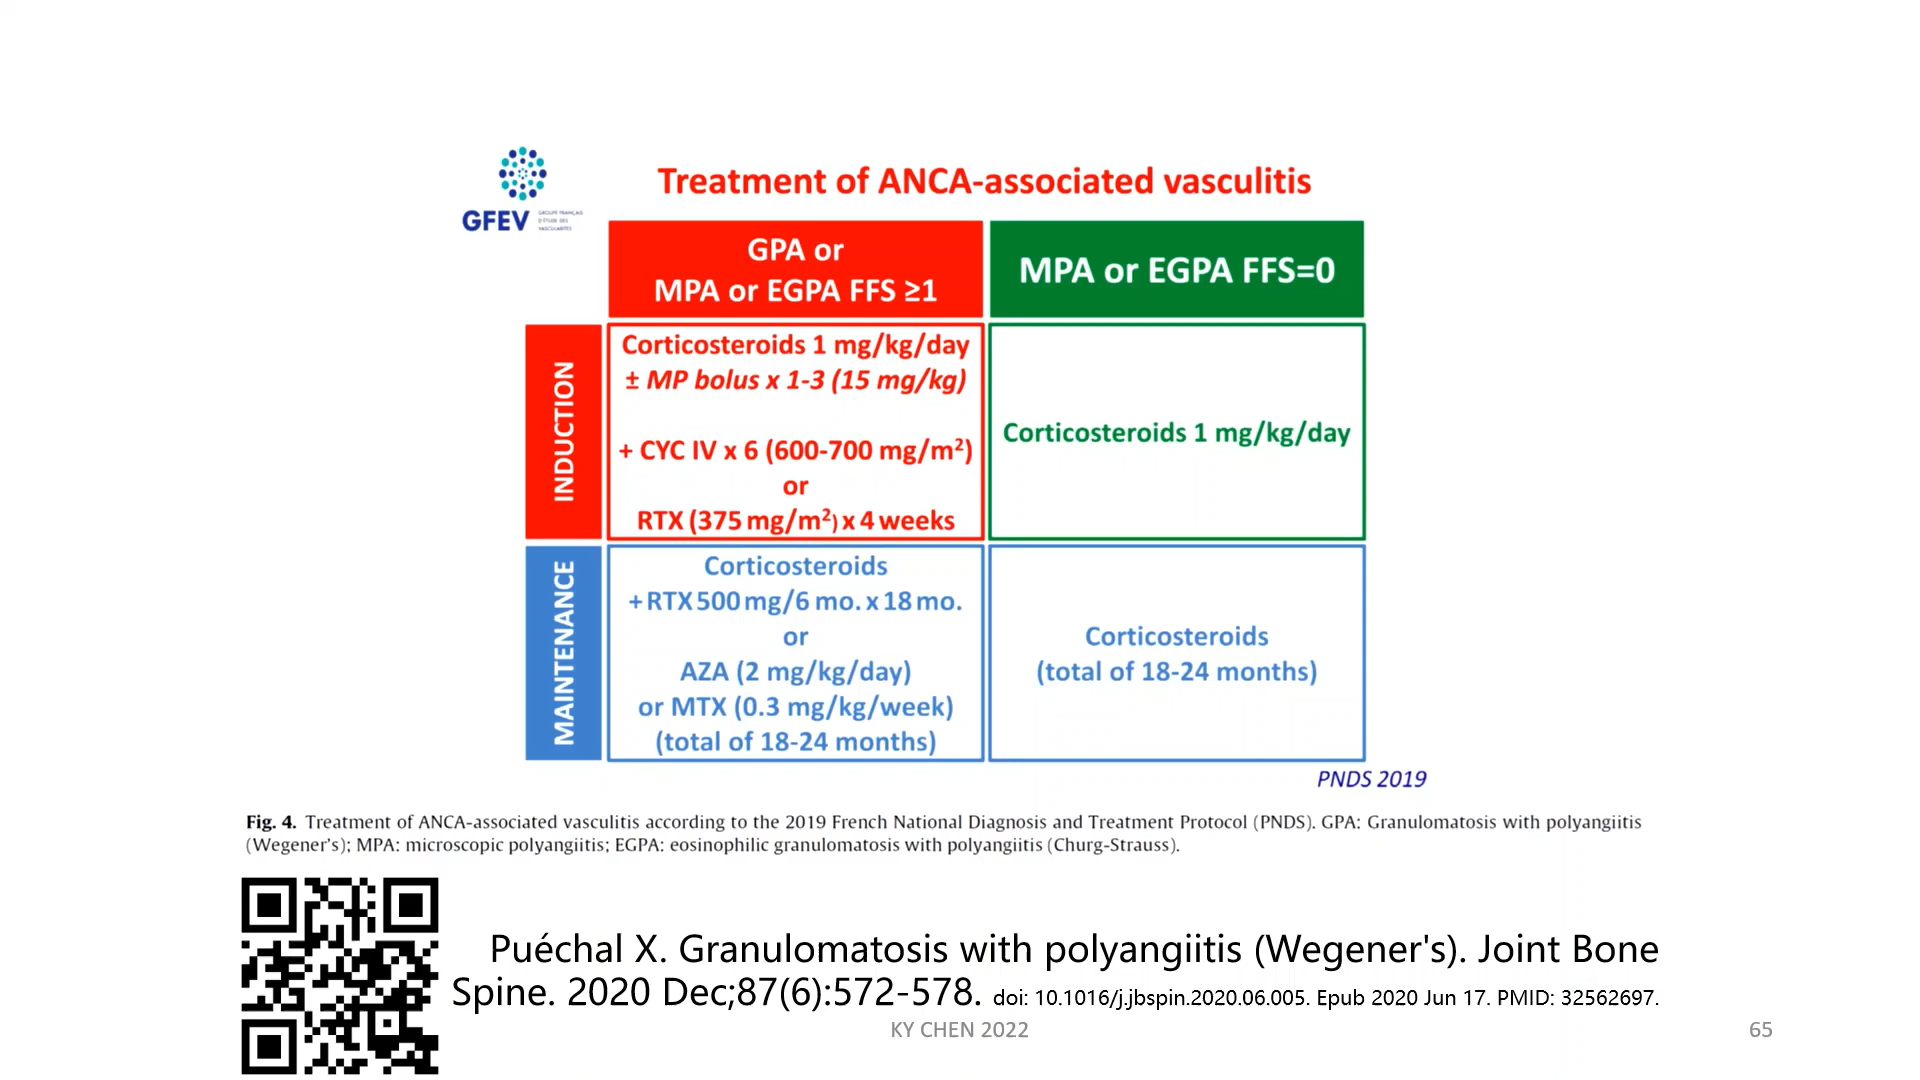 GFEV
GROUPE FRANÇAIS
D'ÉTUDE DES
VASCULARITES
Treatment of ANCA-associated vasculitis
GPA or
MPA or EGPA FFS ≥1
MPA or EGPA FFS=0
INDUCTION
Corticosteroids 1 mg/kg/day
± MP bolus x 1-3 (15 mg/kg)
+ CYC IV x 6 (600-700 mg/m²)
or
RTX (375 mg/m²) x 4 weeks
Corticosteroids 1 mg/kg/day
MAINTENANCE
Corticosteroids
+ RTX 500 mg/6 mo. x 18 mo.
or
AZA (2 mg/kg/day)
or MTX (0.3 mg/kg/week)
(total of 18-24 months)
Corticosteroids
(total of 18-24 months)
PNDS 2019
Fig. 4. Treatment of ANCA-associated vasculitis according to the 2019 French National Diagnosis and Treatment Protocol (PNDS). GPA: Granulomatosis with polyangiitis
(Wegener's); MPA: microscopic polyangiitis; EGPA: eosinophilic granulomatosis with polyangiitis (Churg-Strauss).
Puéchal X. Granulomatosis with polyangiitis (Wegener's). Joint Bone
Spine. 2020 Dec;87(6):572-578. doi: 10.1016/j.jbspin.2020.06.005. Epub 2020 Jun 17. PMID: 32562697.
KY CHEN 2022
65